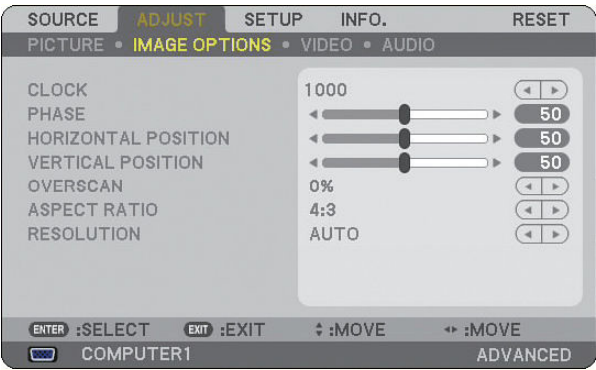 SOURCE ADJUST SETUP INFO. RESET
PICTURE • IMAGE OPTIONS • VIDEO • AUDIO
CLOCK 1000
PHASE 50
HORIZONTAL POSITION 50
VERTICAL POSITION 50
OVERSCAN 0%
ASPECT RATIO 4:3
RESOLUTION AUTO
ENTER :SELECT EXIT :EXIT :MOVE :MOVE
COMPUTER1 ADVANCED